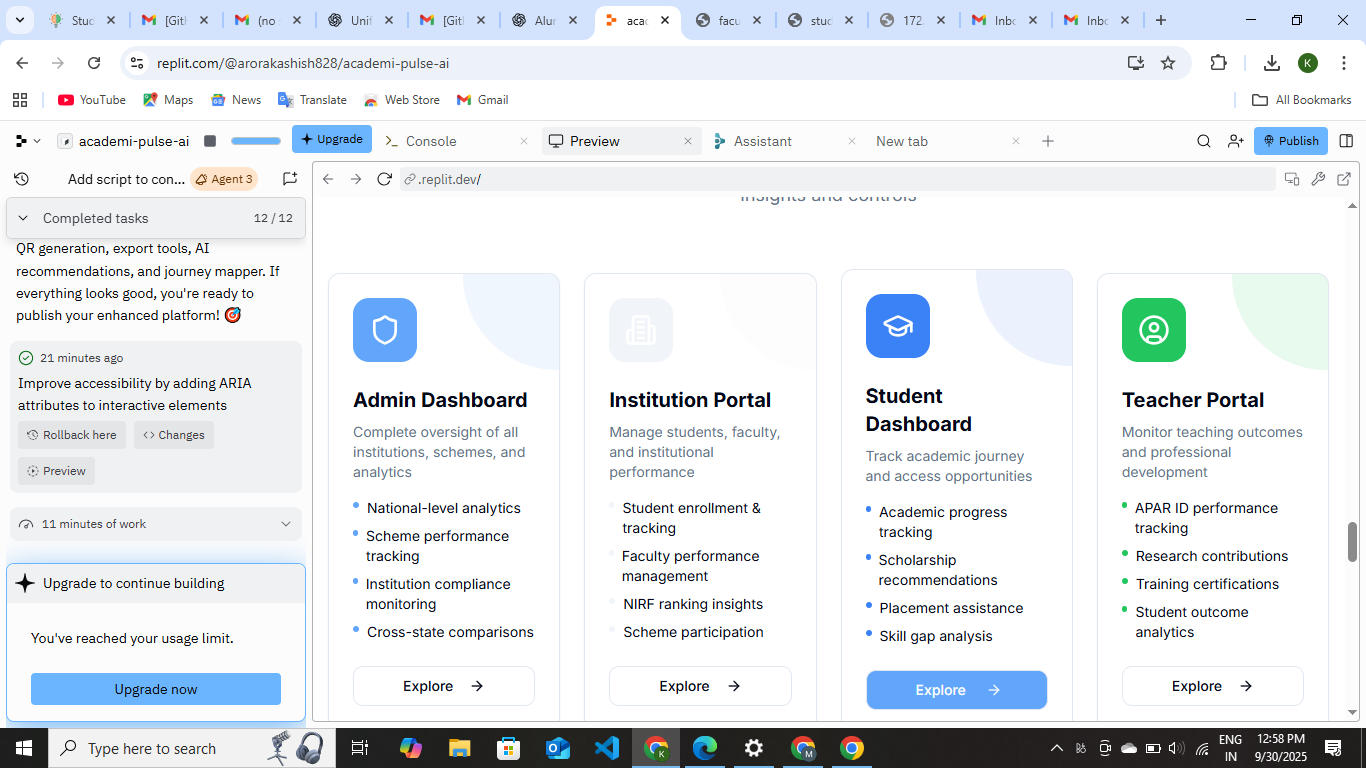 Stud
[Gith
(no s
Unif
[Gith
Alum
acad
facu
stud
172.
Inbo
Inbo
replit.com/@arorakashish828/academi-pulse-ai
K
YouTube
Maps
News
Translate
Web Store
Gmail
All Bookmarks
academi-pulse-ai
Upgrade
Console
Preview
Assistant
New tab
Publish
Add script to con...
Agent 3
.replit.dev/
Completed tasks
12 / 12
QR generation, export tools, AI
recommendations, and journey mapper. If
everything looks good, you're ready to
publish your enhanced platform! 🎯
21 minutes ago
Improve accessibility by adding ARIA
attributes to interactive elements
Rollback here
Changes
Preview
11 minutes of work
Upgrade to continue building
You've reached your usage limit.
Upgrade now
insights and controls
Admin Dashboard
Complete oversight of all
institutions, schemes, and
analytics
National-level analytics
Scheme performance
tracking
Institution compliance
monitoring
Cross-state comparisons
Explore
Institution Portal
Manage students, faculty,
and institutional
performance
Student enrollment &
tracking
Faculty performance
management
NIRF ranking insights
Scheme participation
Explore
Student
Dashboard
Track academic journey
and access opportunities
Academic progress
tracking
Scholarship
recommendations
Placement assistance
Skill gap analysis
Explore
Teacher Portal
Monitor teaching outcomes
and professional
development
APAR ID performance
tracking
Research contributions
Training certifications
Student outcome
analytics
Explore
Type here to search
K
M
ENG
IN
12:58 PM
9/30/2025